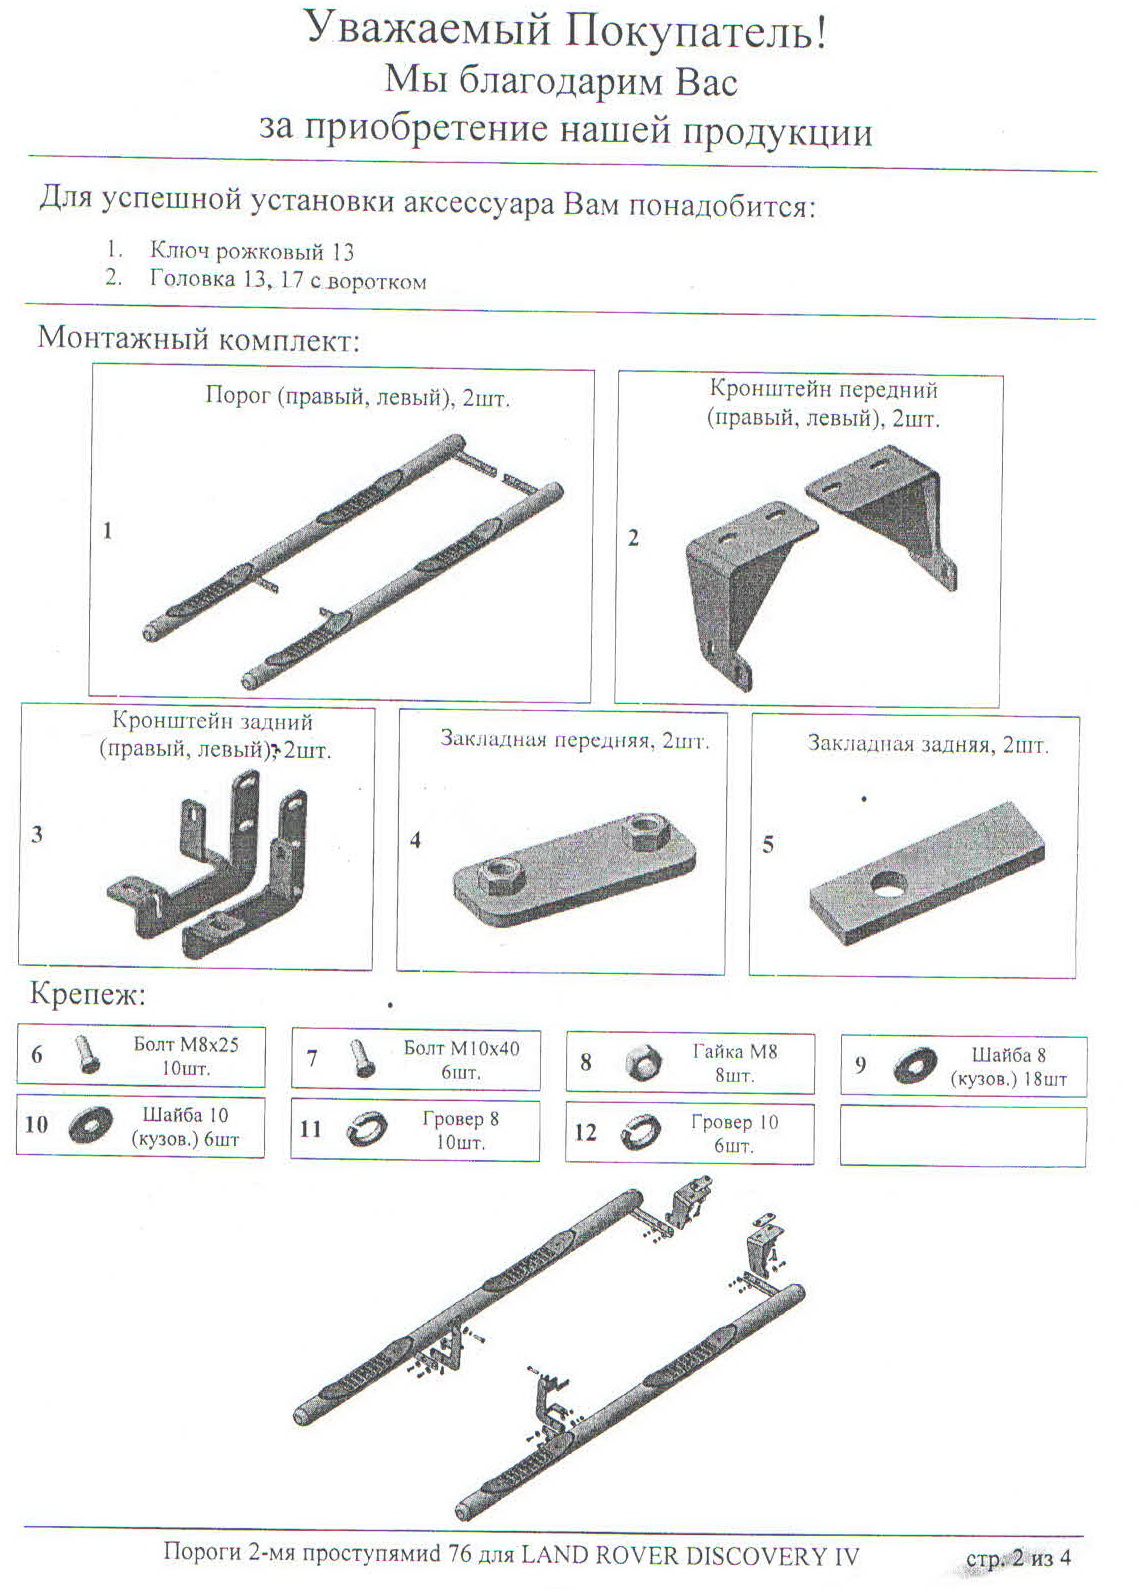 Уважаемый Покупатель!
Мы благодарим Вас
за приобретение нашей продукции
Для успешной установки аксессуара Вам понадобится:
1. Ключ рожковый 13
2. Головка 13, 17 с воротком
Монтажный комплект:
Порог (правый, левый), 2шт.
1
Кронштейн передний
(правый, левый), 2шт.
2
Кронштейн задний
(правый, левый), 2шт.
3
Закладная передняя, 2шт.
4
Закладная задняя, 2шт.
5
Крепеж:
6 Болт М8х25
10шт.
7 Болт М10х40
6шт.
8 Гайка М8
8шт.
9 Шайба 8
(кузов.) 18шт
10 Шайба 10
(кузов.) 6шт
11 Гровер 8
10шт.
12 Гровер 10
6шт.
Пороги 2-мя проступямиd 76 для LAND ROVER DISCOVERY IV
стр. 2 из 4